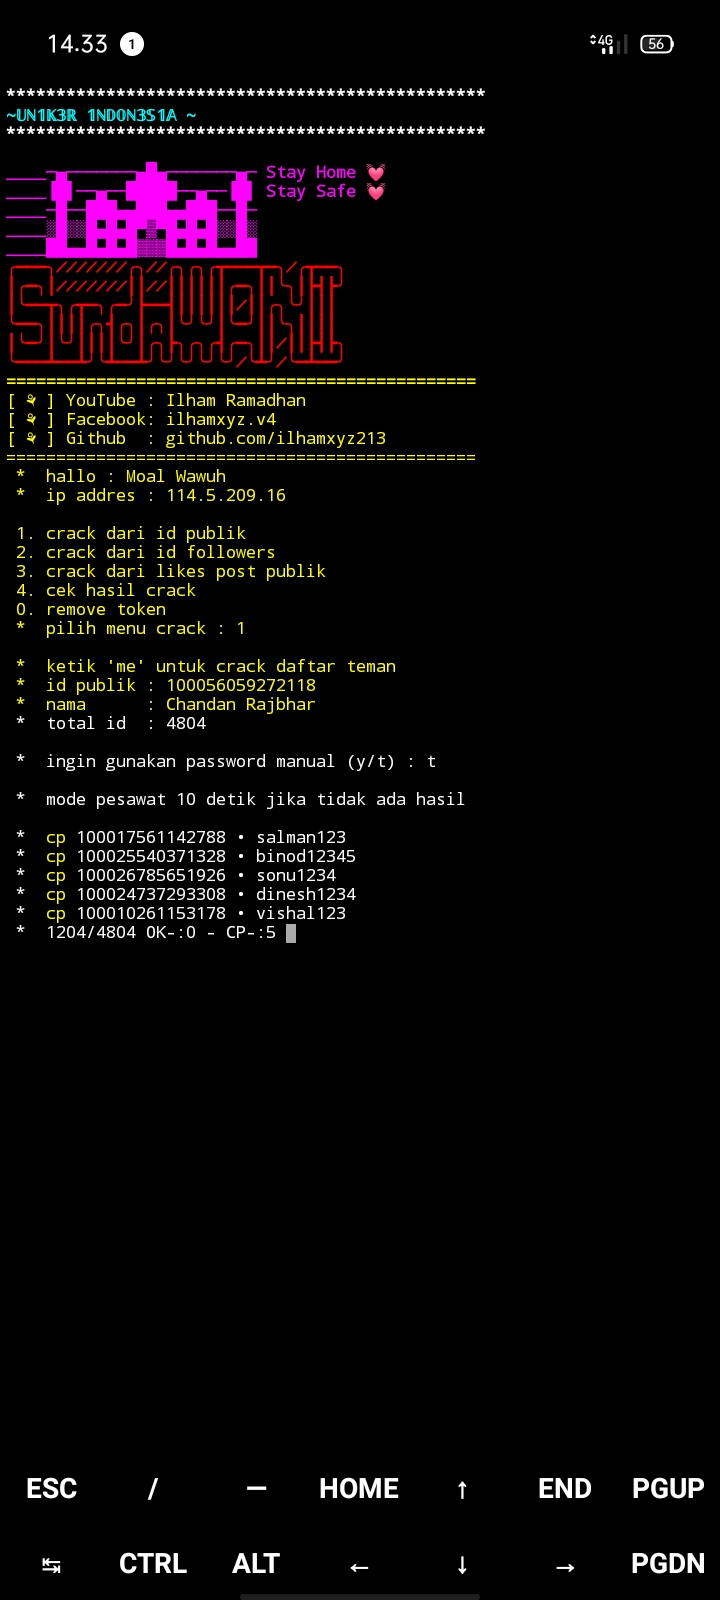 14.33 1 4G 56
************************************************
~UN1K3R 1NDON3S1A ~
************************************************
Stay Home 💓
Stay Safe 💓
===============================================
[ ] YouTube : Ilham Ramadhan
[ ] Facebook: ilhamxyz.v4
[ ] Github  : github.com/ilhamxyz213
===============================================
*  hallo : Moal Wawuh
*  ip addres : 114.5.209.16
1. crack dari id publik
2. crack dari id followers
3. crack dari likes post publik
4. cek hasil crack
0. remove token
*  pilih menu crack : 1
*  ketik 'me' untuk crack daftar teman
*  id publik : 100056059272118
*  nama      : Chandan Rajbhar
*  total id  : 4804
*  ingin gunakan password manual (y/t) : t
*  mode pesawat 10 detik jika tidak ada hasil
*  cp 100017561142788 • salman123
*  cp 100025540371328 • binod12345
*  cp 100026785651926 • sonu1234
*  cp 100024737293308 • dinesh1234
*  cp 100010261153178 • vishal123
*  1204/4804 OK-:0 - CP-:5
ESC / — HOME ↑ END PGUP
↹ CTRL ALT ← ↓ → PGDN